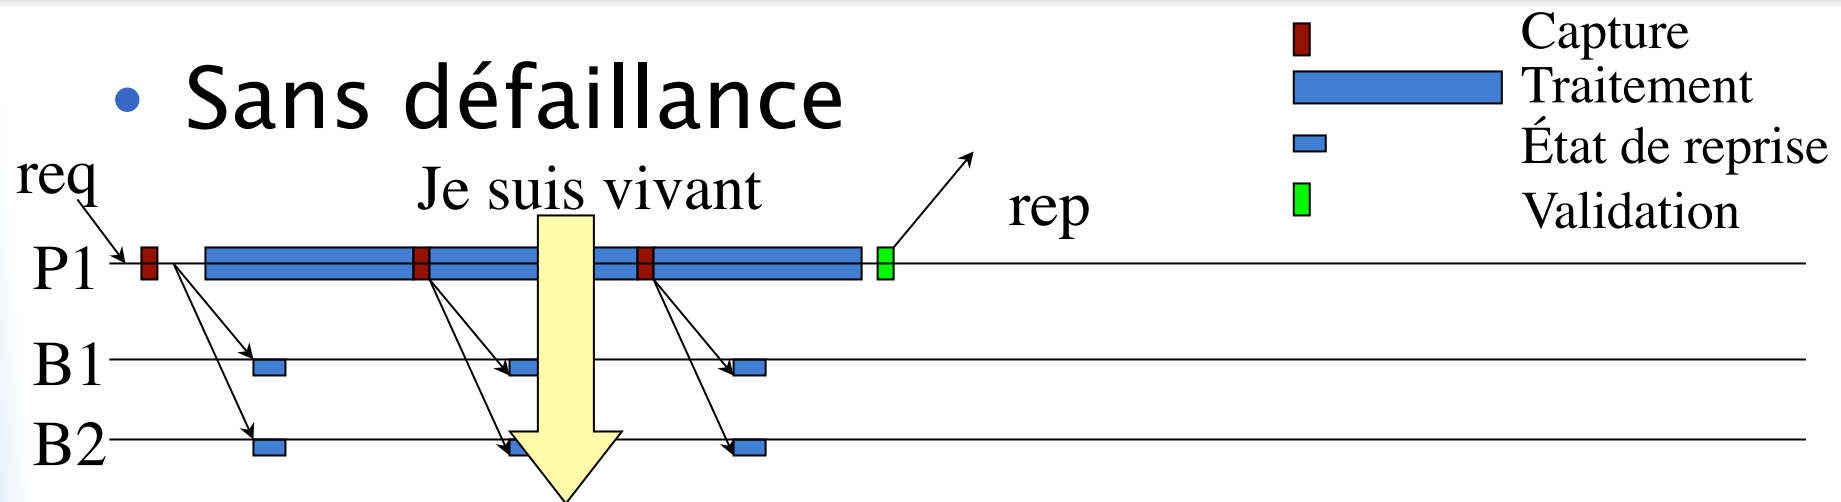 Capture
• Sans défaillance
Traitement
État de reprise
req
Je suis vivant
rep
Validation
P1
B1
B2